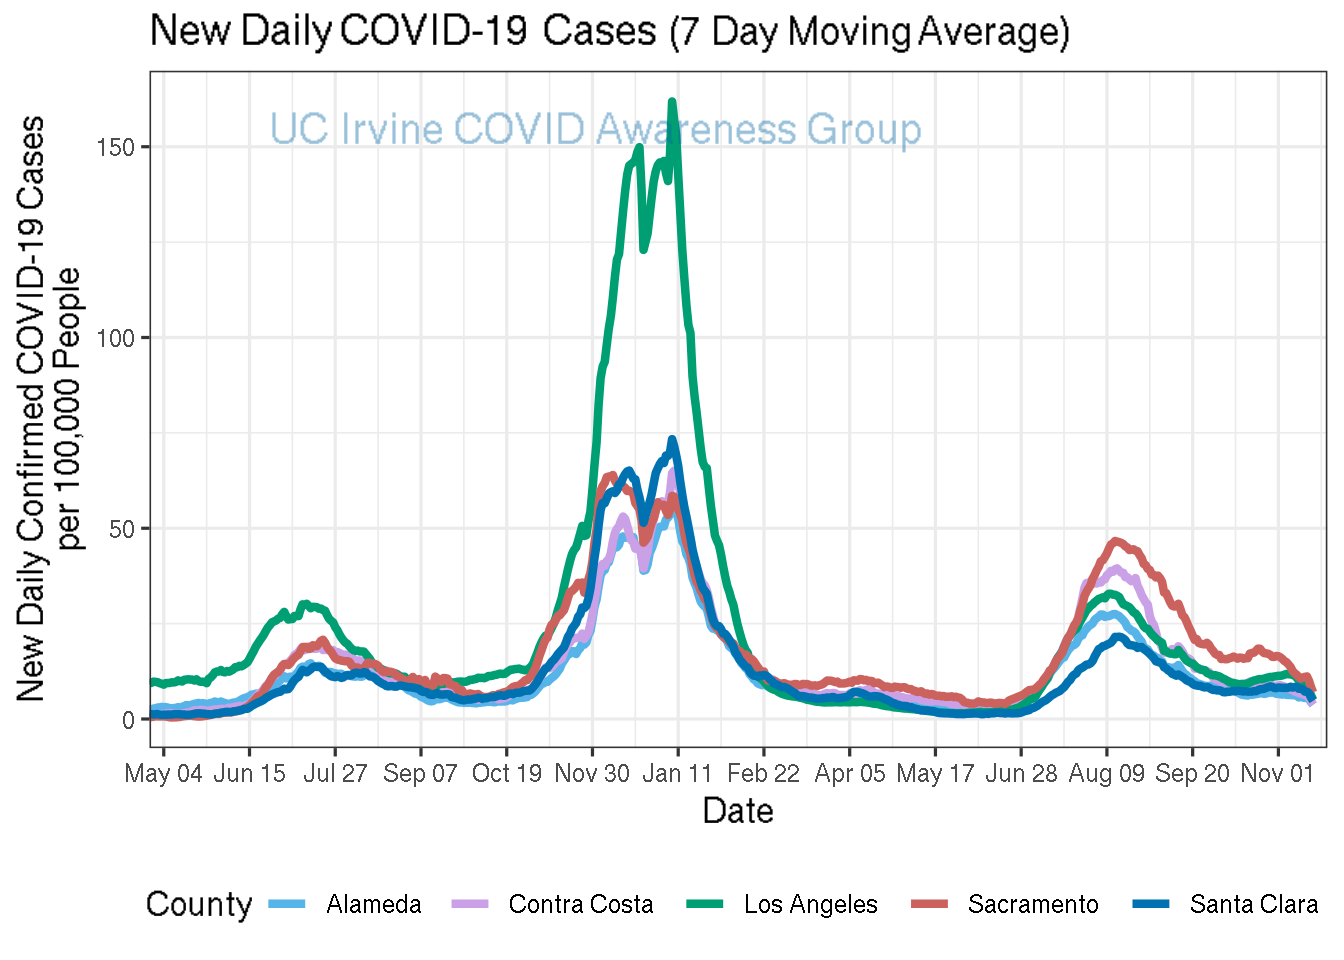 New Daily COVID-19 Cases (7 Day Moving Average)
UC Irvine COVID Awareness Group
New Daily Confirmed COVID-19 Cases
per 100,000 People
150
100
50
0
May 04 Jun 15 Jul 27 Sep 07 Oct 19 Nov 30 Jan 11 Feb 22 Apr 05 May 17 Jun 28 Aug 09 Sep 20 Nov 01
Date
County Alameda Contra Costa Los Angeles Sacramento Santa Clara